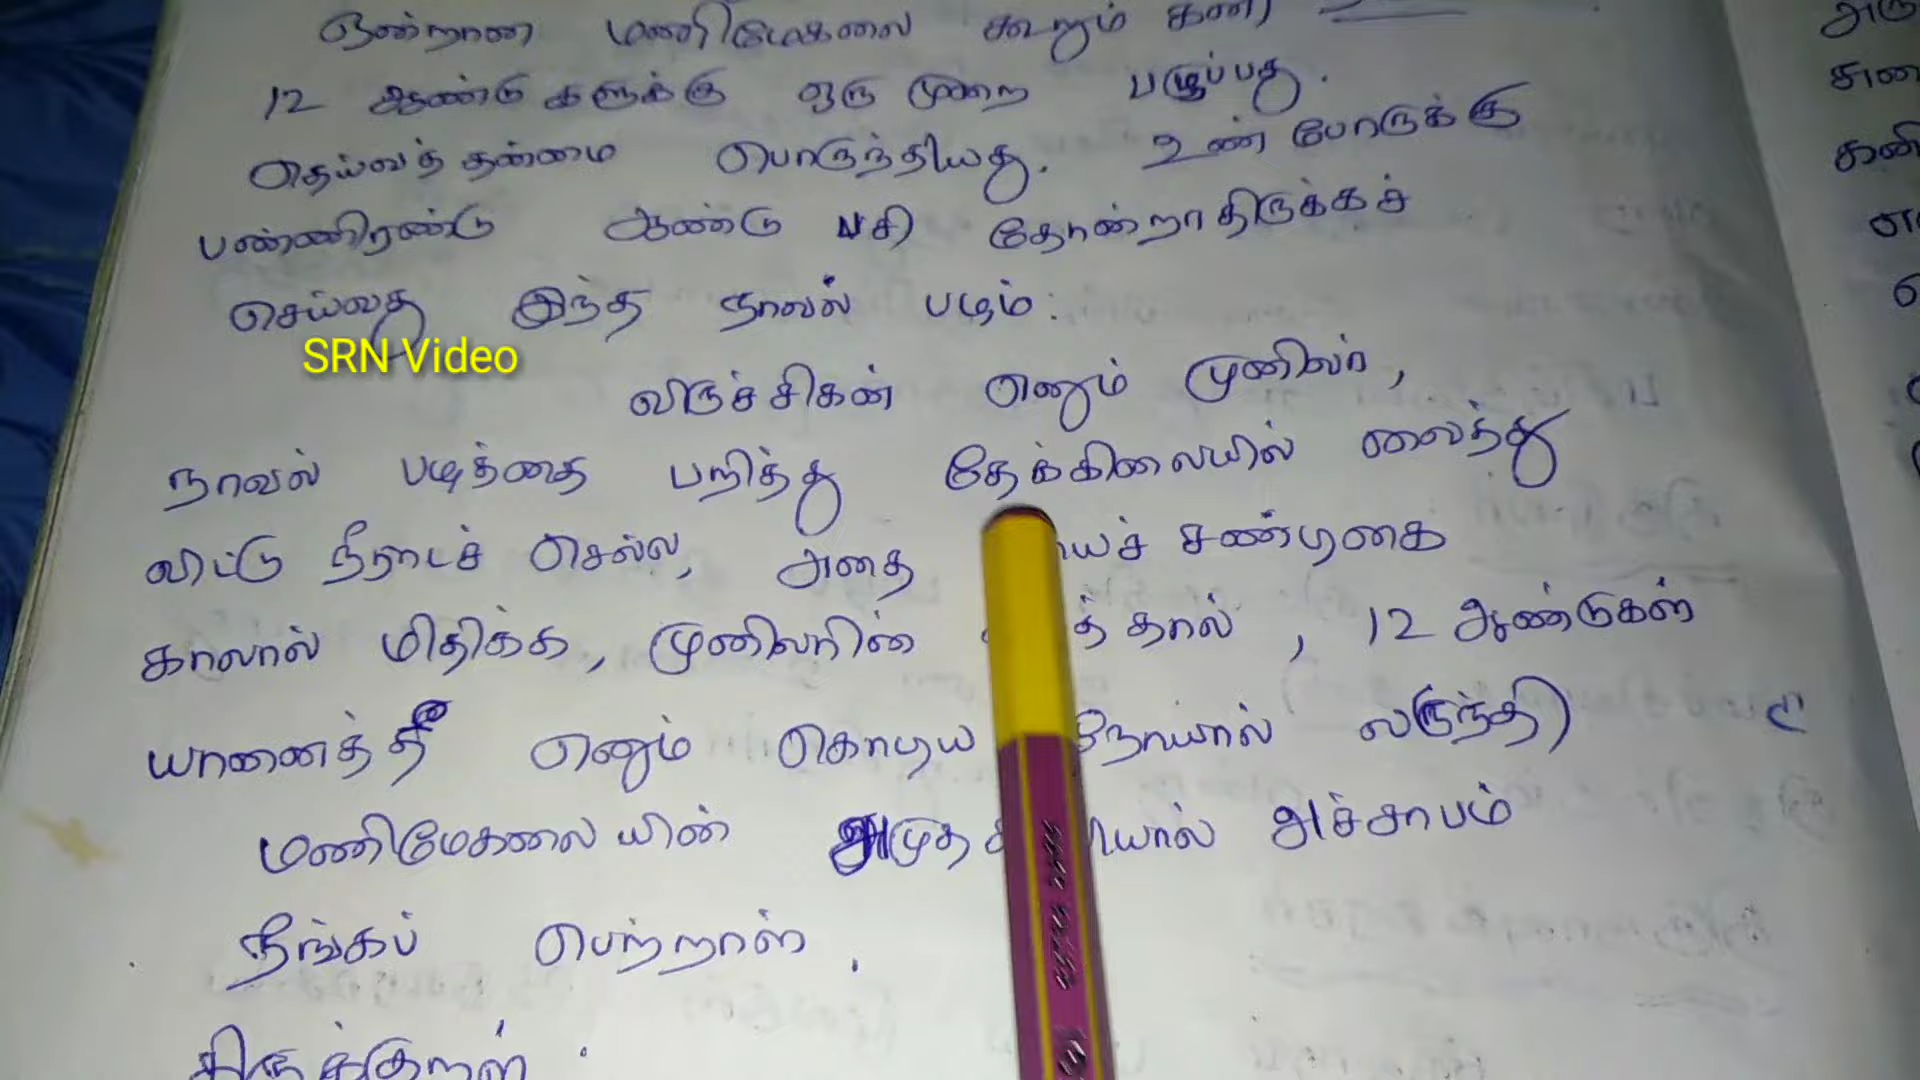 ஒன்றான மணிமேகலை கூறும் கனி
12 ஆண்டுகளுக்கு ஒரு முறை பழுப்பது.
தெய்வத் தன்மை பொருந்தியது. உண் போருக்கு
பண்ணிரண்டு ஆண்டு பசி தோன்றாதிருக்கச்
செய்வது இந்த நாவல் பழம்.
SRN Video
விருச்சிகன் எனும் முனிவர்,
நாவல் பழத்தை பறித்து தேக்கிலையில் வைத்து
விட்டு நீராடச் செல்ல, அதை சண்டிகை
காலால் மிதிக்க, முனிவரின் 12 ஆண்டுகள்
யானைத்தீ எனும் கொடிய நோயால் வருந்தி
மணிமேகலையின் அச்சாபம்
நீங்கப் பெற்றாள்.
திருக்குறள்: